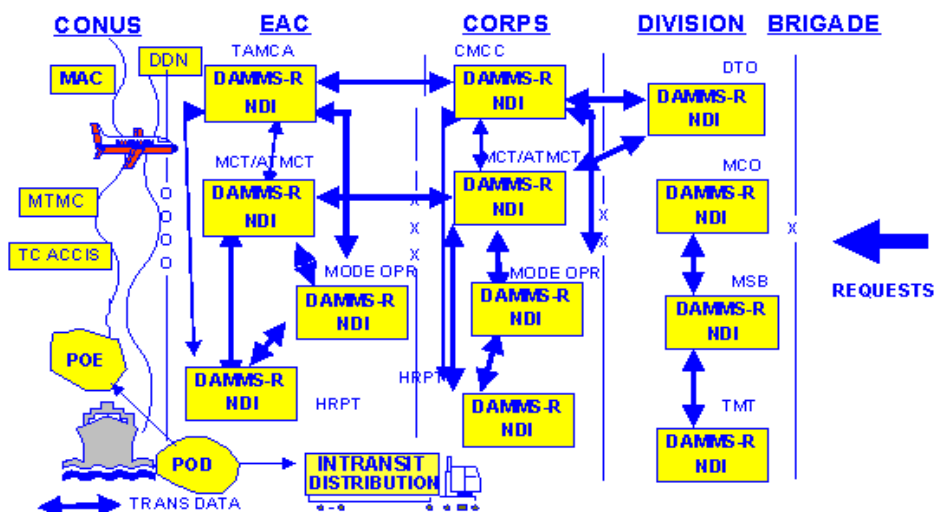 CONUS EAC CORPS DIVISION BRIGADE
TAMCA CMCC DTO
MAC DDN
DAMMS-R
NDI
DAMMS-R
NDI
DAMMS-R
NDI
MCT/ATMCT MCT/ATMCT MCO
DAMMS-R
NDI
DAMMS-R
NDI
DAMMS-R
NDI
MTMC
O
O
O
O
X
X
X
X
X
X
X
TC ACCIS
REQUESTS
MODE OPR MODE OPR MSB
DAMMS-R
NDI
DAMMS-R
NDI
DAMMS-R
NDI
POE
DAMMS-R
NDI
HRPT
HRPT
DAMMS-R
NDI
TMT
DAMMS-R
NDI
POD
INTRANSIT
DISTRIBUTION
TRANS DATA